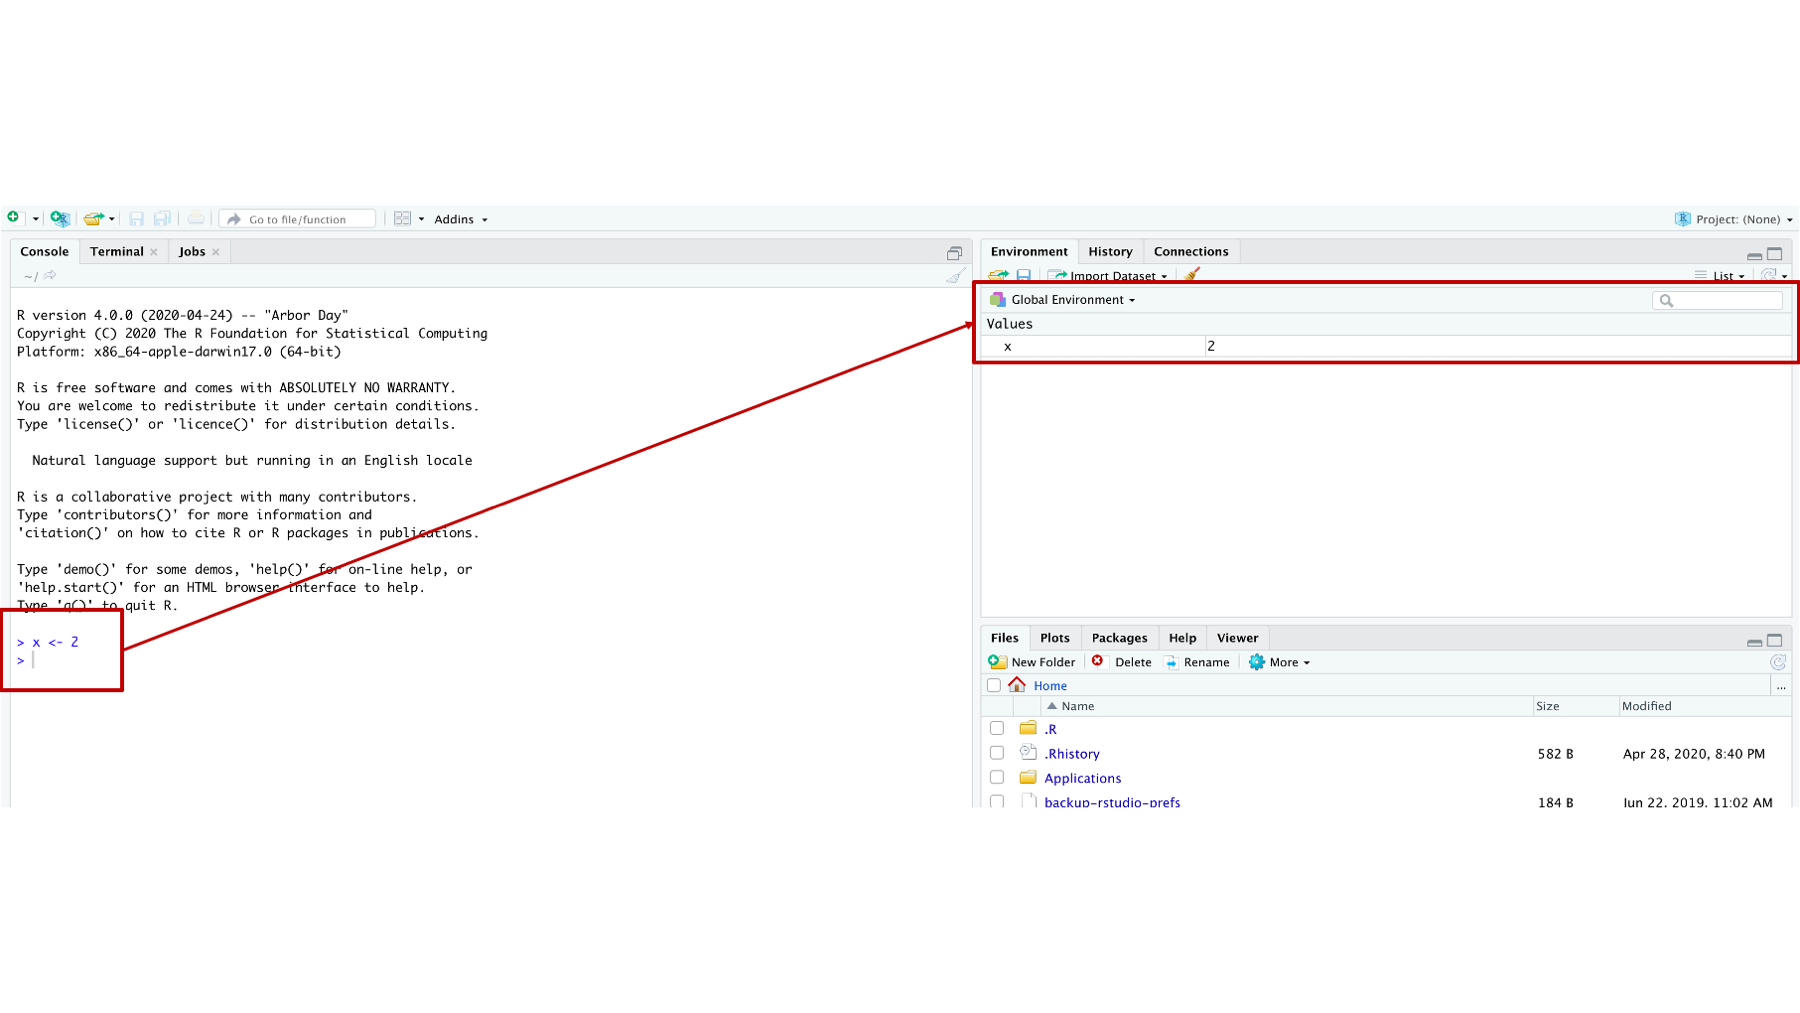 Go to file/function Addins Project: (None)
Console Terminal Jobs
~/
R version 4.0.0 (2020-04-24) -- "Arbor Day"
Copyright (C) 2020 The R Foundation for Statistical Computing
Platform: x86_64-apple-darwin17.0 (64-bit)
R is free software and comes with ABSOLUTELY NO WARRANTY.
You are welcome to redistribute it under certain conditions.
Type 'license()' or 'licence()' for distribution details.
Natural language support but running in an English locale
R is a collaborative project with many contributors.
Type 'contributors()' for more information and
'citation()' on how to cite R or R packages in publications.
Type 'demo()' for some demos, 'help()' for on-line help, or
'help.start()' for an HTML browser interface to help.
Type 'q()' to quit R.
> x <- 2
>
Environment History Connections
Import Dataset List
Global Environment
Values
x 2
Files Plots Packages Help Viewer
New Folder Delete Rename More
Home ...
Name Size Modified
.R
.Rhistory 582 B Apr 28, 2020, 8:40 PM
Applications
backup-rstudio-prefs 184 B Jun 22, 2019, 11:02 AM